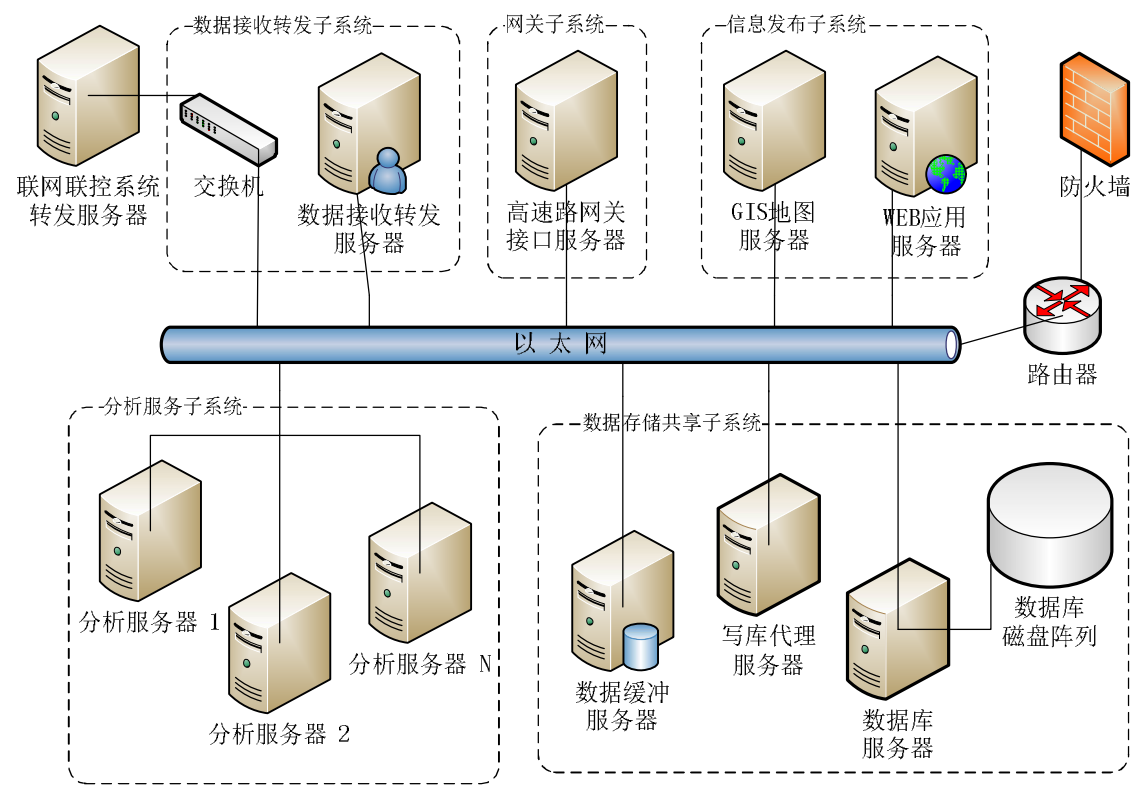 数据接收转发子系统
网关子系统
信息发布子系统
联网联控系统
转发服务器
交换机
数据接收转发
服务器
高速路网关
接口服务器
GIS地图
服务器
WEB应用
服务器
防火墙
以太网
路由器
分析服务子系统
数据存储共享子系统
分析服务器 1
分析服务器 2
分析服务器 N
数据缓冲
服务器
写库代理
服务器
数据库
服务器
数据库
磁盘阵列